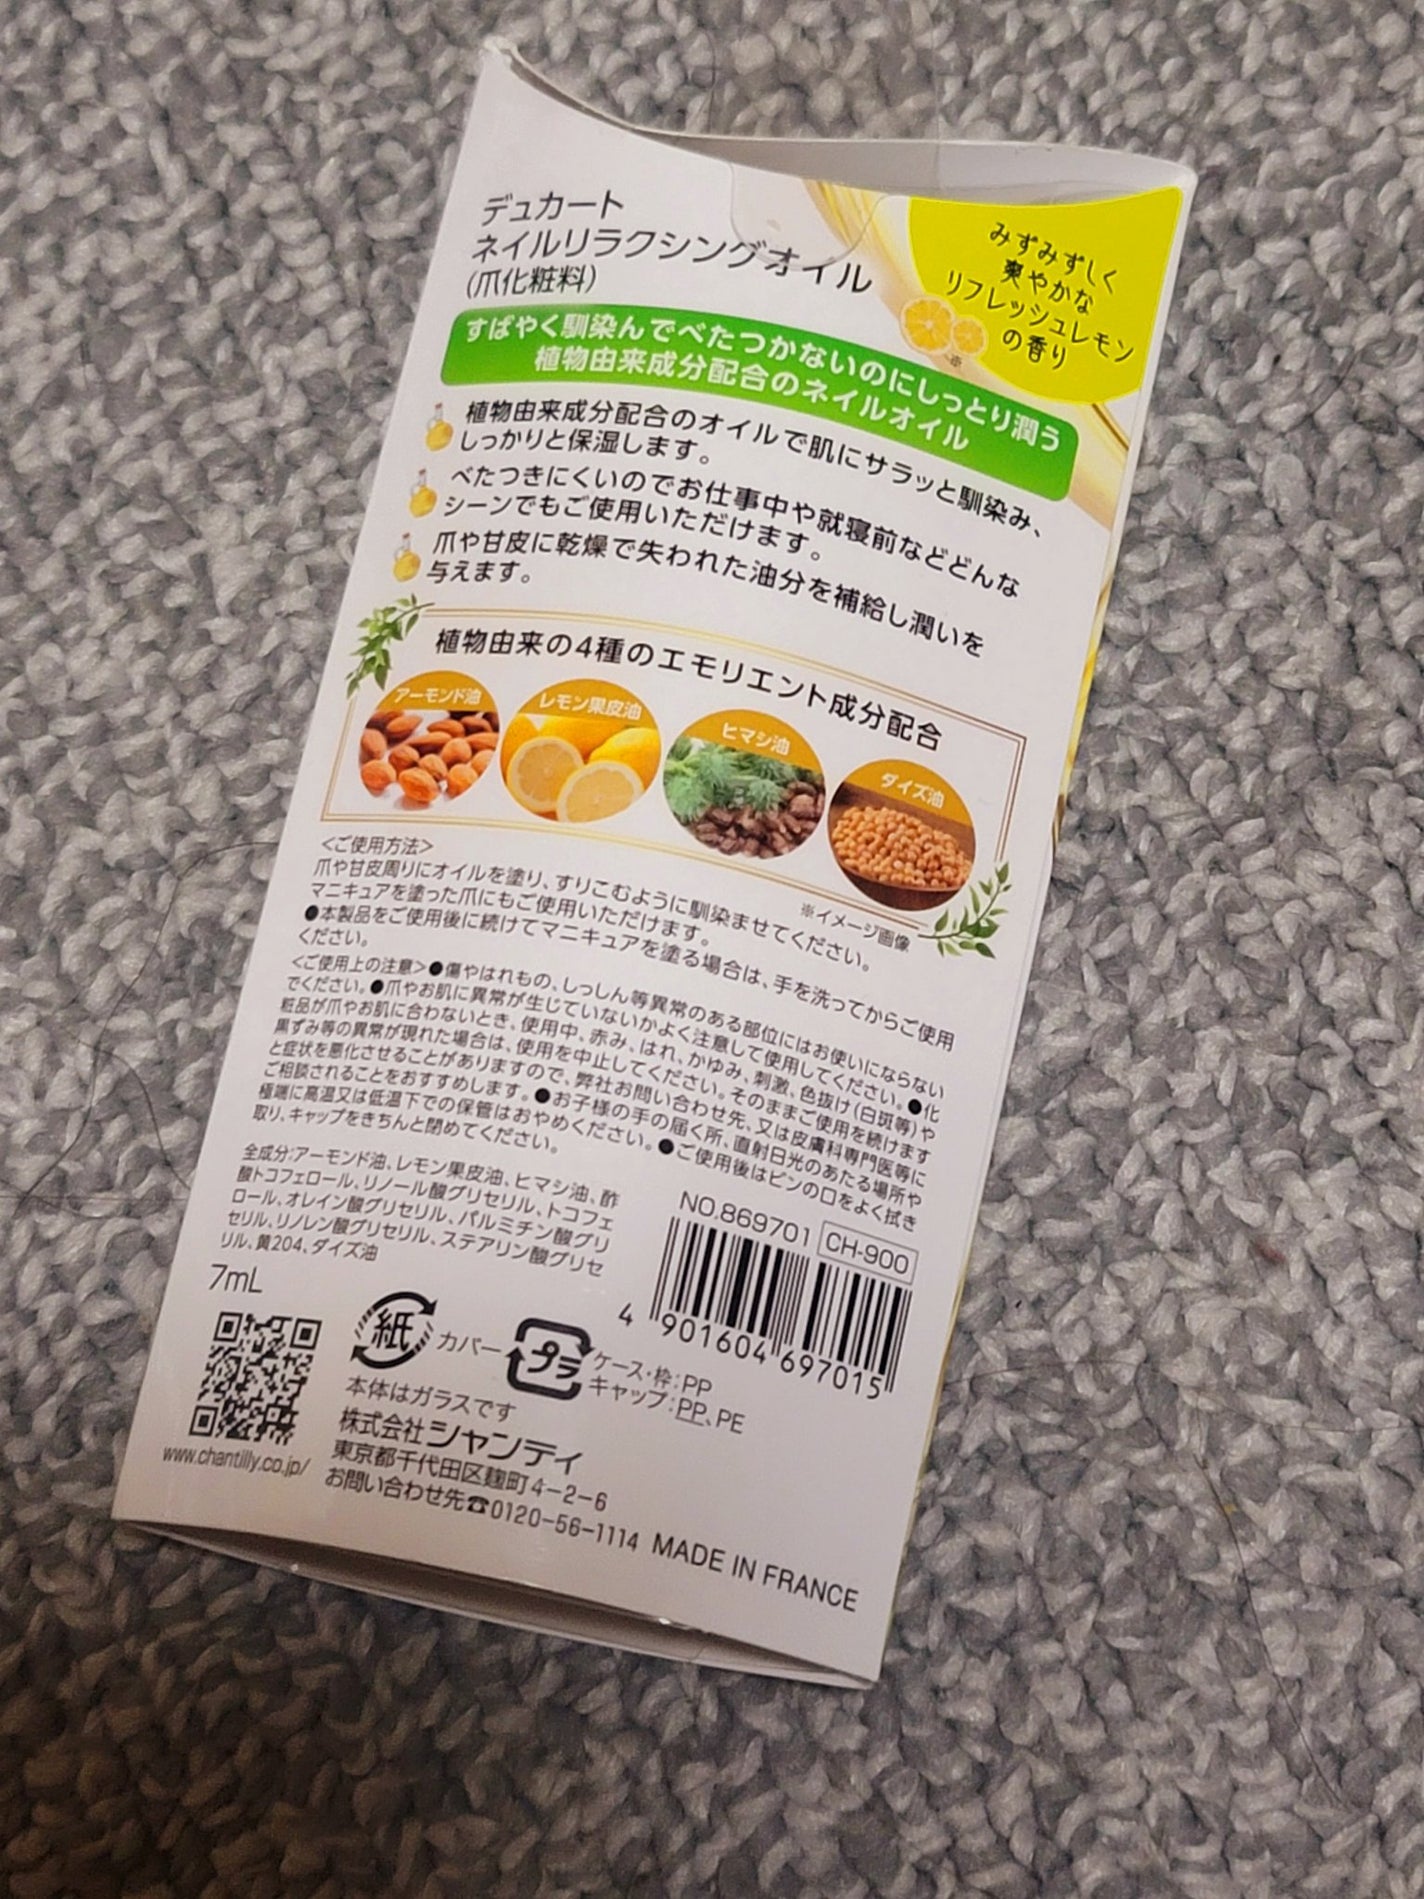 デュカート
ネイルリラクシングオイル
(爪化粧料)
みずみずしく
爽やかな
リフレッシュレモン
の香り
※
すばやく馴染んでべたつかないのにしっとり潤う
植物由来成分配合のネイルオイル
植物由来成分配合のオイルで肌にサラッと馴染み、
しっかりと保湿します。
べたつきにくいのでお仕事中や就寝前などどんな
シーンでもご使用いただけます。
爪や甘皮に乾燥で失われた油分を補給し潤いを
与えます。
植物由来の4種のエモリエント成分配合
アーモンド油
レモン果皮油
ヒマシ油
ダイズ油
※イメージ画像
<ご使用方法>
爪や甘皮周りにオイルを塗り、すりこむように馴染ませてください。
マニキュアを塗った爪にもご使用いただけます。
●本製品をご使用後に続けてマニキュアを塗る場合は、手を洗ってからご使用
ください。
<ご使用上の注意>●傷やはれもの、しっしん等異常のある部位にはお使いにならない
でください。●爪やお肌に異常が生じていないかよく注意して使用してください。●化
粧品が爪やお肌に合わないとき、使用中、赤み、はれ、かゆみ、刺激、色抜け(白斑等)や
黒ずみ等の異常が現れた場合は、使用を中止してください。そのままご使用を続けます
と症状を悪化させることがありますので、弊社お問い合わせ先、又は皮膚科専門医等に
ご相談されることをおすすめします。●お子様の手の届く所、直射日光のあたる場所や
極端に高温又は低温下での保管はおやめください。●ご使用後はビンの口をよく拭き
取り、キャップをきちんと閉めてください。
全成分:アーモンド油、レモン果皮油、ヒマシ油、酢
酸トコフェロール、リノール酸グリセリル、トコフェ
ロール、オレイン酸グリセリル、パルミチン酸グリ
セリル、リノレン酸グリセリル、ステアリン酸グリセ
リル、黄204、ダイズ油
7mL
NO.869701 CH-900
4 901604 697015
紙 カバー
プラ ケース・枠:PP
キャップ:PP、PE
本体はガラスです
www.chantilly.co.jp/
株式会社シャンティ
東京都千代田区麹町4-2-6
お問い合わせ先☎0120-56-1114
MADE IN FRANCE